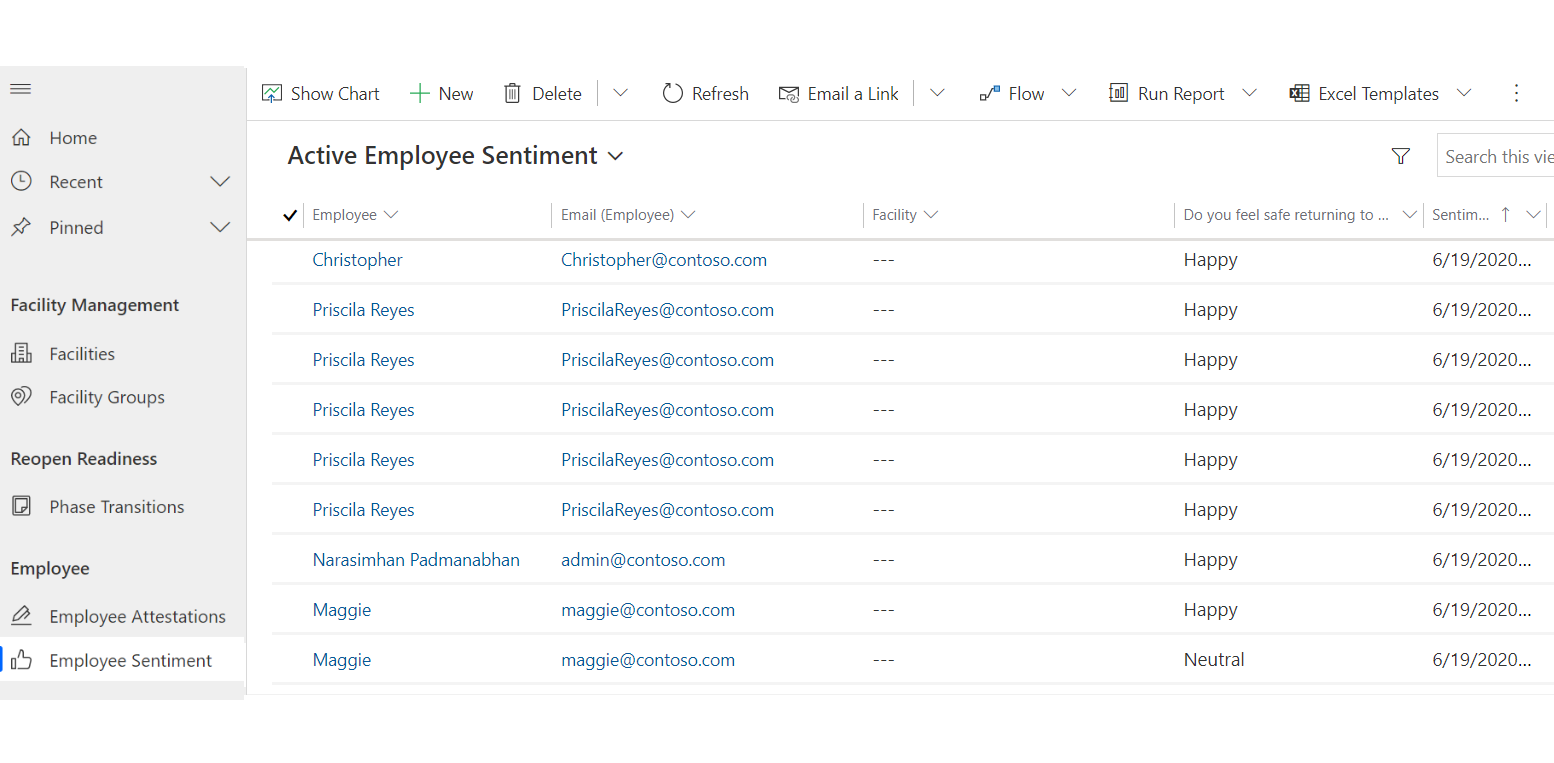 Show Chart New Delete Refresh Email a Link Flow Run Report Excel Templates
Home
Recent
Pinned
Facility Management
Facilities
Facility Groups
Reopen Readiness
Phase Transitions
Employee
Employee Attestations
Employee Sentiment
Active Employee Sentiment
Search this vie
Employee Email (Employee) Facility Do you feel safe returning to ... Sentim...
Christopher Christopher@contoso.com --- Happy 6/19/2020...
Priscila Reyes PriscilaReyes@contoso.com --- Happy 6/19/2020...
Priscila Reyes PriscilaReyes@contoso.com --- Happy 6/19/2020...
Priscila Reyes PriscilaReyes@contoso.com --- Happy 6/19/2020...
Priscila Reyes PriscilaReyes@contoso.com --- Happy 6/19/2020...
Priscila Reyes PriscilaReyes@contoso.com --- Happy 6/19/2020...
Narasimhan Padmanabhan admin@contoso.com --- Happy 6/19/2020...
Maggie maggie@contoso.com --- Happy 6/19/2020...
Maggie maggie@contoso.com --- Neutral 6/19/2020...